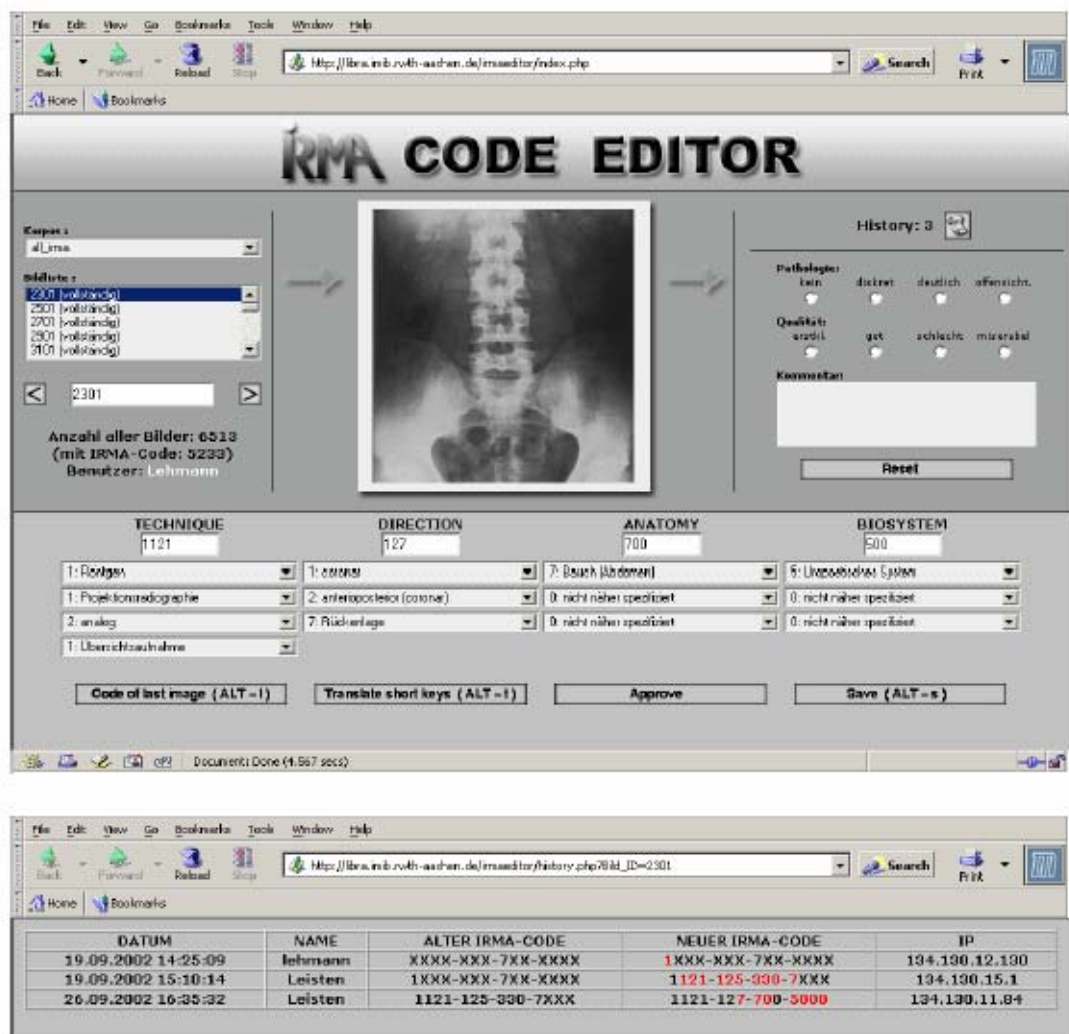 File Edit View Go Bookmarks Tools Window Help
Back Forward Reload Stop http://libra.imib.rwth-aachen.de/irmaeditor/index.php Search Print
Home Bookmarks
IRMA CODE EDITOR
Korpus :
all_irma
Bildliste :
2301 (vollständig)
2501 (vollständig)
2701 (vollständig)
2901 (vollständig)
3101 (vollständig)
< 2301 >
Anzahl aller Bilder: 6513
(mit IRMA-Code: 5233)
Benutzer: Lehmann
History: 3
Pathologie:
kein diskret deutlich offensicht.
Qualität:
erstkl. gut schlecht miserabel
Kommentar:
Reset
TECHNIQUE DIRECTION ANATOMY BIOSYSTEM
1121 127 700 500
1: Röntgen 1: coronar 7: Bauch (Abdomen) 5: Uropoetisches System
1: Projektionsradiographie 2: anterioposterior (coronar) 0: nicht näher spezifiziert 0: nicht näher spezifiziert
2: analog 7: Rückenlage 0: nicht näher spezifiziert 0: nicht näher spezifiziert
1: Übersichtsaufnahme
Code of last image (ALT-l) Translate short keys (ALT-t) Approve Save (ALT-s)
Document: Done (4.567 secs)
File Edit View Go Bookmarks Tools Window Help
Back Forward Reload Stop http://libra.imib.rwth-aachen.de/irmaeditor/history.php?Bild_ID=2301 Search Print
Home Bookmarks
DATUM NAME ALTER IRMA-CODE NEUER IRMA-CODE IP
19.09.2002 14:25:09 lehmann XXXX-XXX-7XX-XXXX 1XXX-XXX-7XX-XXXX 134.130.12.130
19.09.2002 15:10:14 Leisten 1XXX-XXX-7XX-XXXX 1121-125-330-7XXX 134.130.15.1
26.09.2002 16:35:32 Leisten 1121-125-330-7XXX 1121-127-700-5000 134.130.11.84